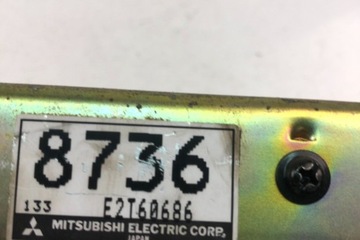 8736
133 E2T60686
MITSUBISHI ELECTRIC CORP.
JAPAN